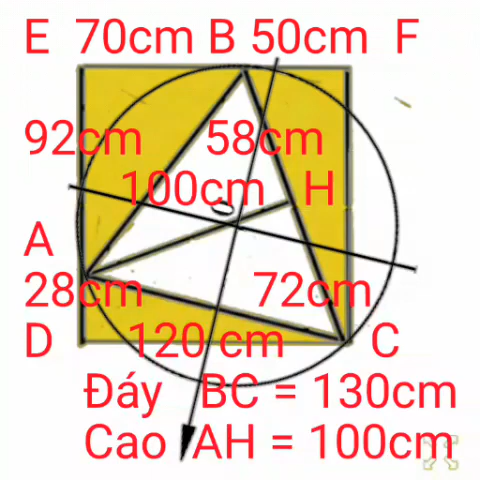 E 70cm B 50cm F
92cm 58cm
100cm H
A
28cm 72cm
D 120 cm C
Đáy BC = 130cm
Cao AH = 100cm